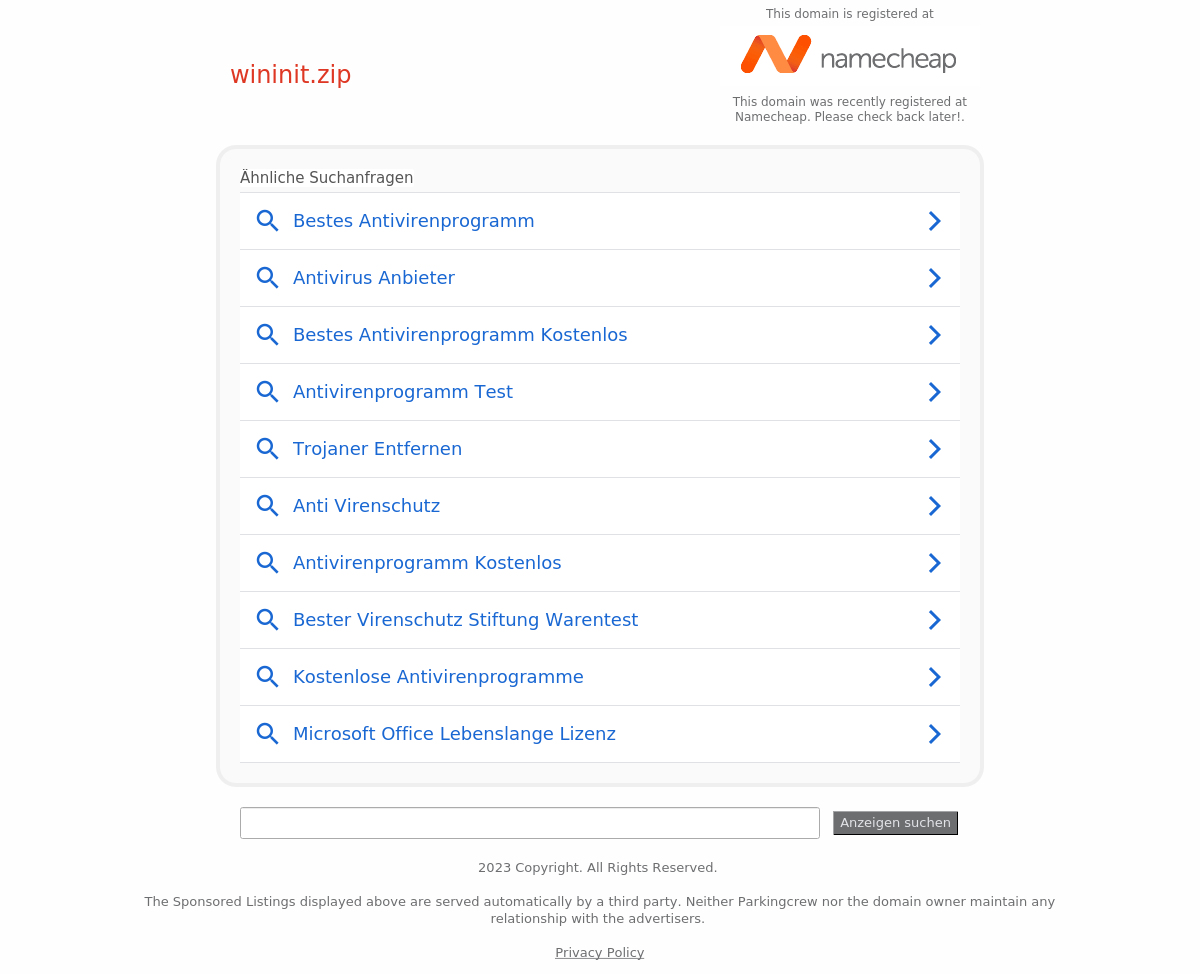 This domain is registered at
namecheap
wininit.zip
This domain was recently registered at
Namecheap. Please check back later!.
Ähnliche Suchanfragen
Bestes Antivirenprogramm
Antivirus Anbieter
Bestes Antivirenprogramm Kostenlos
Antivirenprogramm Test
Trojaner Entfernen
Anti Virenschutz
Antivirenprogramm Kostenlos
Bester Virenschutz Stiftung Warentest
Kostenlose Antivirenprogramme
Microsoft Office Lebenslange Lizenz
Anzeigen suchen
2023 Copyright. All Rights Reserved.
The Sponsored Listings displayed above are served automatically by a third party. Neither Parkingcrew nor the domain owner maintain any
relationship with the advertisers.
Privacy Policy